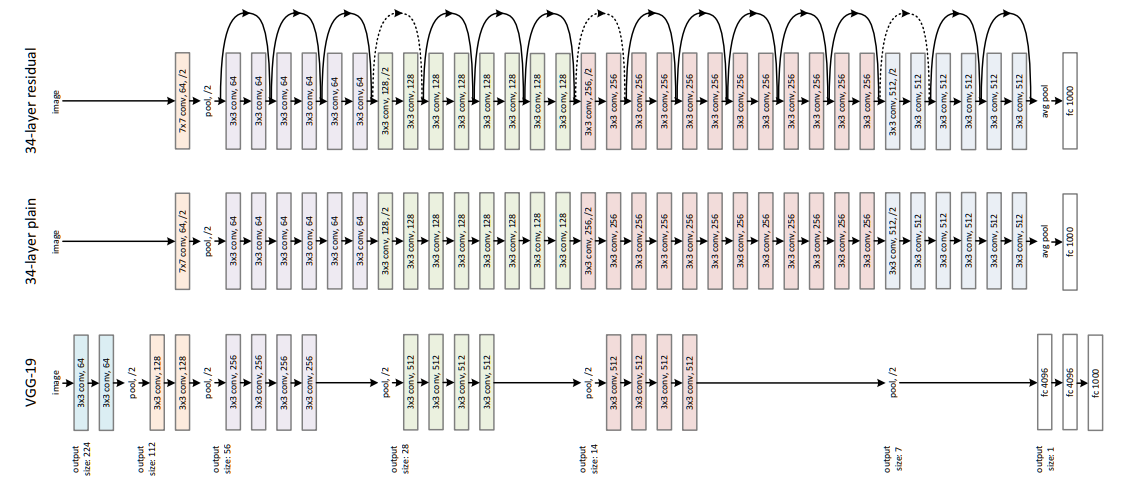 34-layer residual
image
7x7 conv, 64, /2
pool, /2
3x3 conv, 64
3x3 conv, 64
3x3 conv, 64
3x3 conv, 64
3x3 conv, 64
3x3 conv, 64
3x3 conv, 128, /2
3x3 conv, 128
3x3 conv, 128
3x3 conv, 128
3x3 conv, 128
3x3 conv, 128
3x3 conv, 128
3x3 conv, 128
3x3 conv, 256, /2
3x3 conv, 256
3x3 conv, 256
3x3 conv, 256
3x3 conv, 256
3x3 conv, 256
3x3 conv, 256
3x3 conv, 256
3x3 conv, 256
3x3 conv, 256
3x3 conv, 256
3x3 conv, 256
3x3 conv, 512, /2
3x3 conv, 512
3x3 conv, 512
3x3 conv, 512
3x3 conv, 512
3x3 conv, 512
avg pool
fc 1000
34-layer plain
image
7x7 conv, 64, /2
pool, /2
3x3 conv, 64
3x3 conv, 64
3x3 conv, 64
3x3 conv, 64
3x3 conv, 64
3x3 conv, 64
3x3 conv, 128, /2
3x3 conv, 128
3x3 conv, 128
3x3 conv, 128
3x3 conv, 128
3x3 conv, 128
3x3 conv, 128
3x3 conv, 128
3x3 conv, 256, /2
3x3 conv, 256
3x3 conv, 256
3x3 conv, 256
3x3 conv, 256
3x3 conv, 256
3x3 conv, 256
3x3 conv, 256
3x3 conv, 256
3x3 conv, 256
3x3 conv, 256
3x3 conv, 256
3x3 conv, 512, /2
3x3 conv, 512
3x3 conv, 512
3x3 conv, 512
3x3 conv, 512
3x3 conv, 512
avg pool
fc 1000
VGG-19
image
3x3 conv, 64
3x3 conv, 64
pool, /2
3x3 conv, 128
3x3 conv, 128
pool, /2
3x3 conv, 256
3x3 conv, 256
3x3 conv, 256
3x3 conv, 256
pool, /2
3x3 conv, 512
3x3 conv, 512
3x3 conv, 512
3x3 conv, 512
pool, /2
3x3 conv, 512
3x3 conv, 512
3x3 conv, 512
3x3 conv, 512
pool, /2
fc 4096
fc 4096
fc 1000
output
size: 224
output
size: 112
output
size: 56
output
size: 28
output
size: 14
output
size: 7
output
size: 1